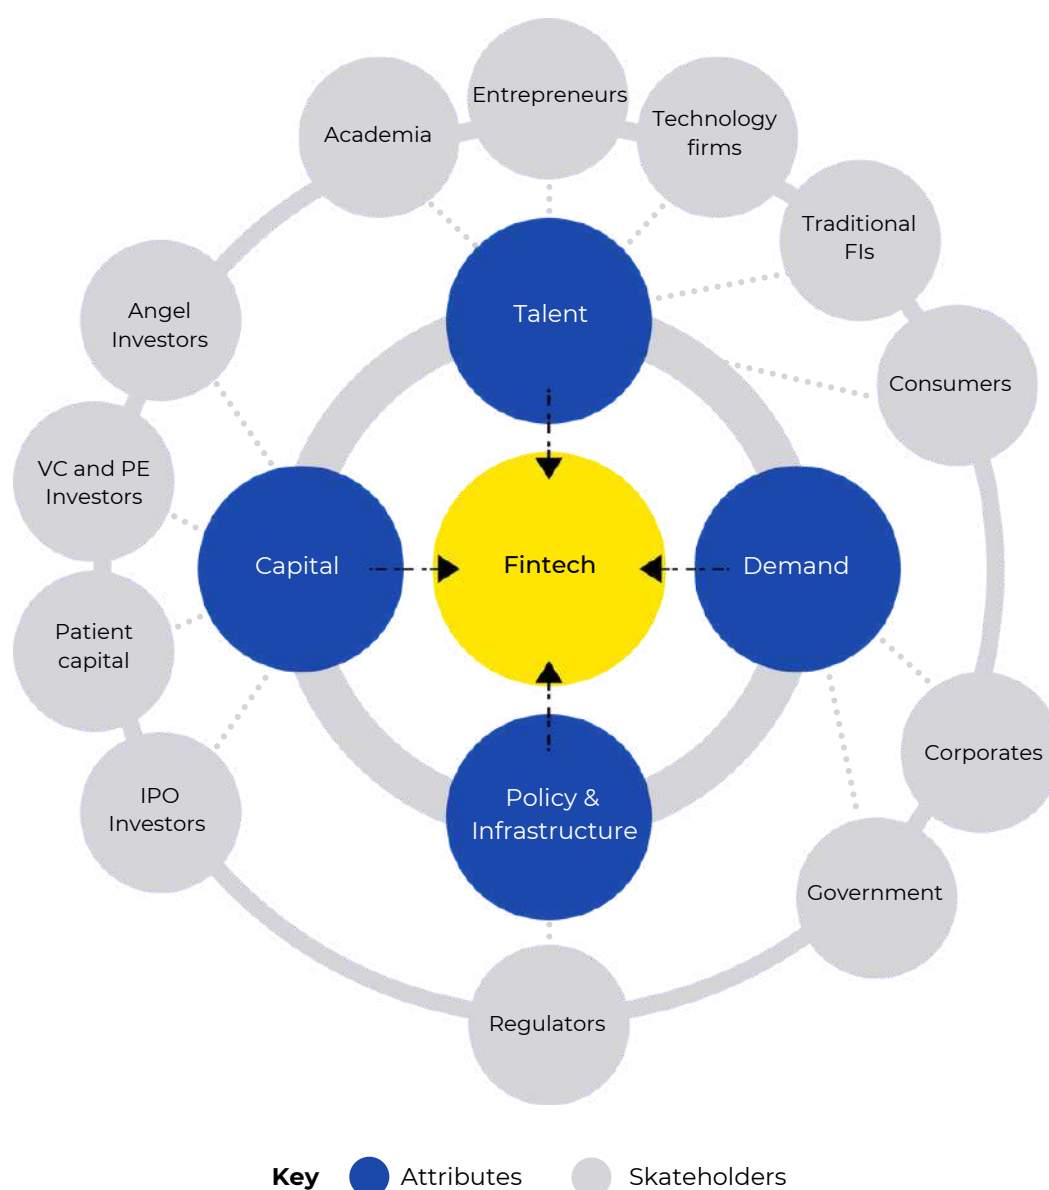 Entrepreneurs
Academia
Technology
firms
Traditional
FIs
Angel
Investors
Talent
Consumers
VC and PE
Investors
Capital
Fintech
Demand
Patient
capital
Corporates
IPO
Investors
Policy &
Infrastructure
Government
Regulators
Key
Attributes
Skateholders